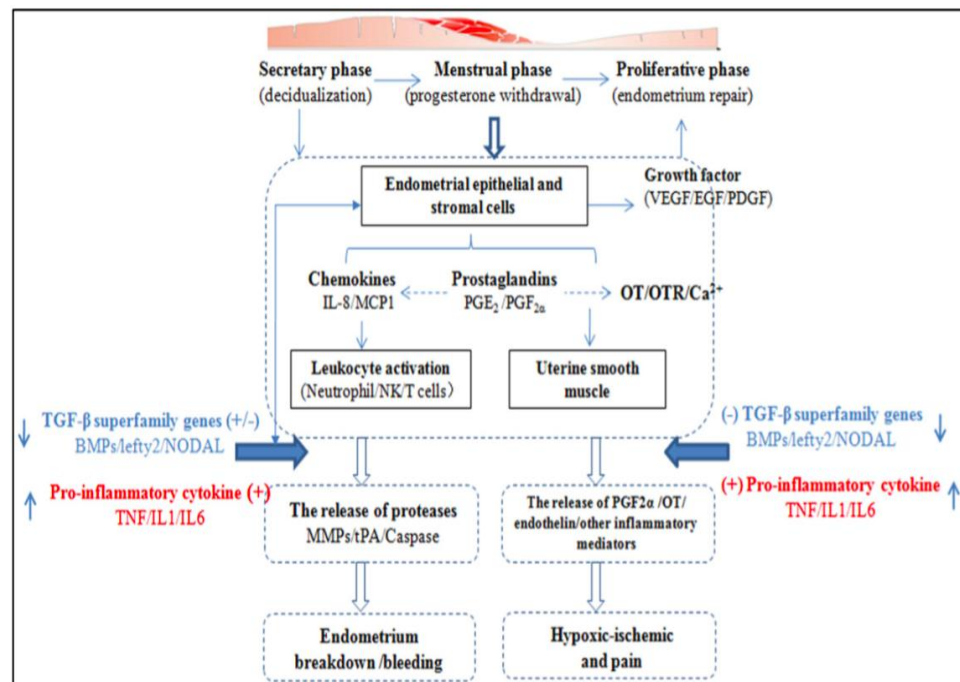 Secretary phase
(decidualization)
Menstrual phase
(progesterone withdrawal)
Proliferative phase
(endometrium repair)
Endometrial epithelial and
stromal cells
Growth factor
(VEGF/EGF/PDGF)
Chemokines
IL-8/MCP1
Prostaglandins
PGE₂ /PGF₂α
OT/OTR/Ca²⁺
Leukocyte activation
(Neutrophil/NK/T cells)
Uterine smooth
muscle
TGF-β superfamily genes (+/-)
BMPs/lefty2/NODAL
(-) TGF-β superfamily genes
BMPs/lefty2/NODAL
Pro-inflammatory cytokine (+)
TNF/IL1/IL6
The release of proteases
MMPs/tPA/Caspase
The release of PGF2α /OT/
endothelin/other inflammatory
mediators
(+) Pro-inflammatory cytokine
TNF/IL1/IL6
Endometrium
breakdown /bleeding
Hypoxic-ischemic
and pain